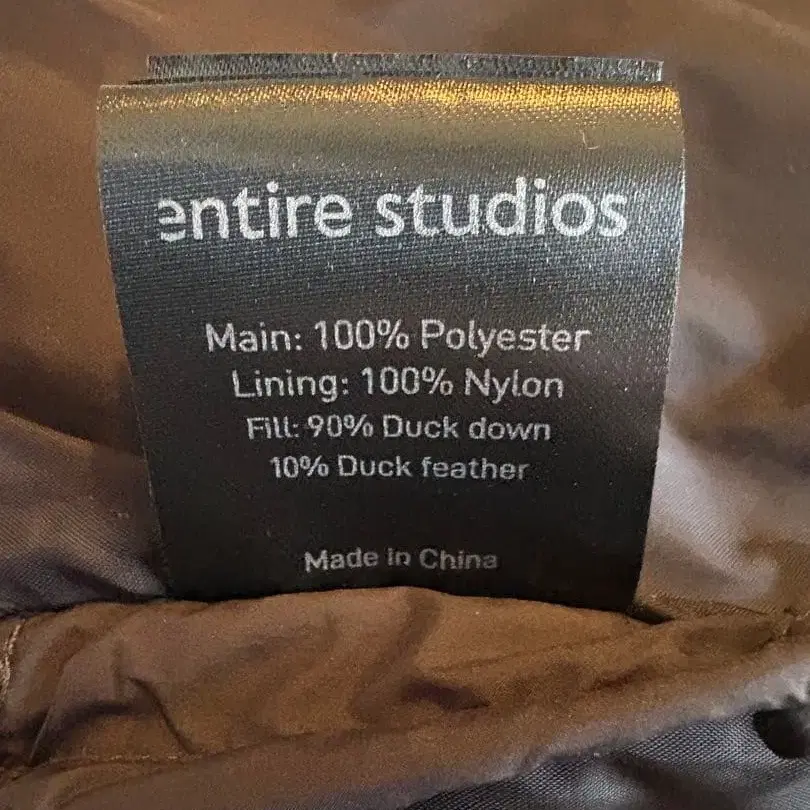 entire studios
Main: 100% Polyester
Lining: 100% Nylon
Fill: 90% Duck down
10% Duck feather
Made in China